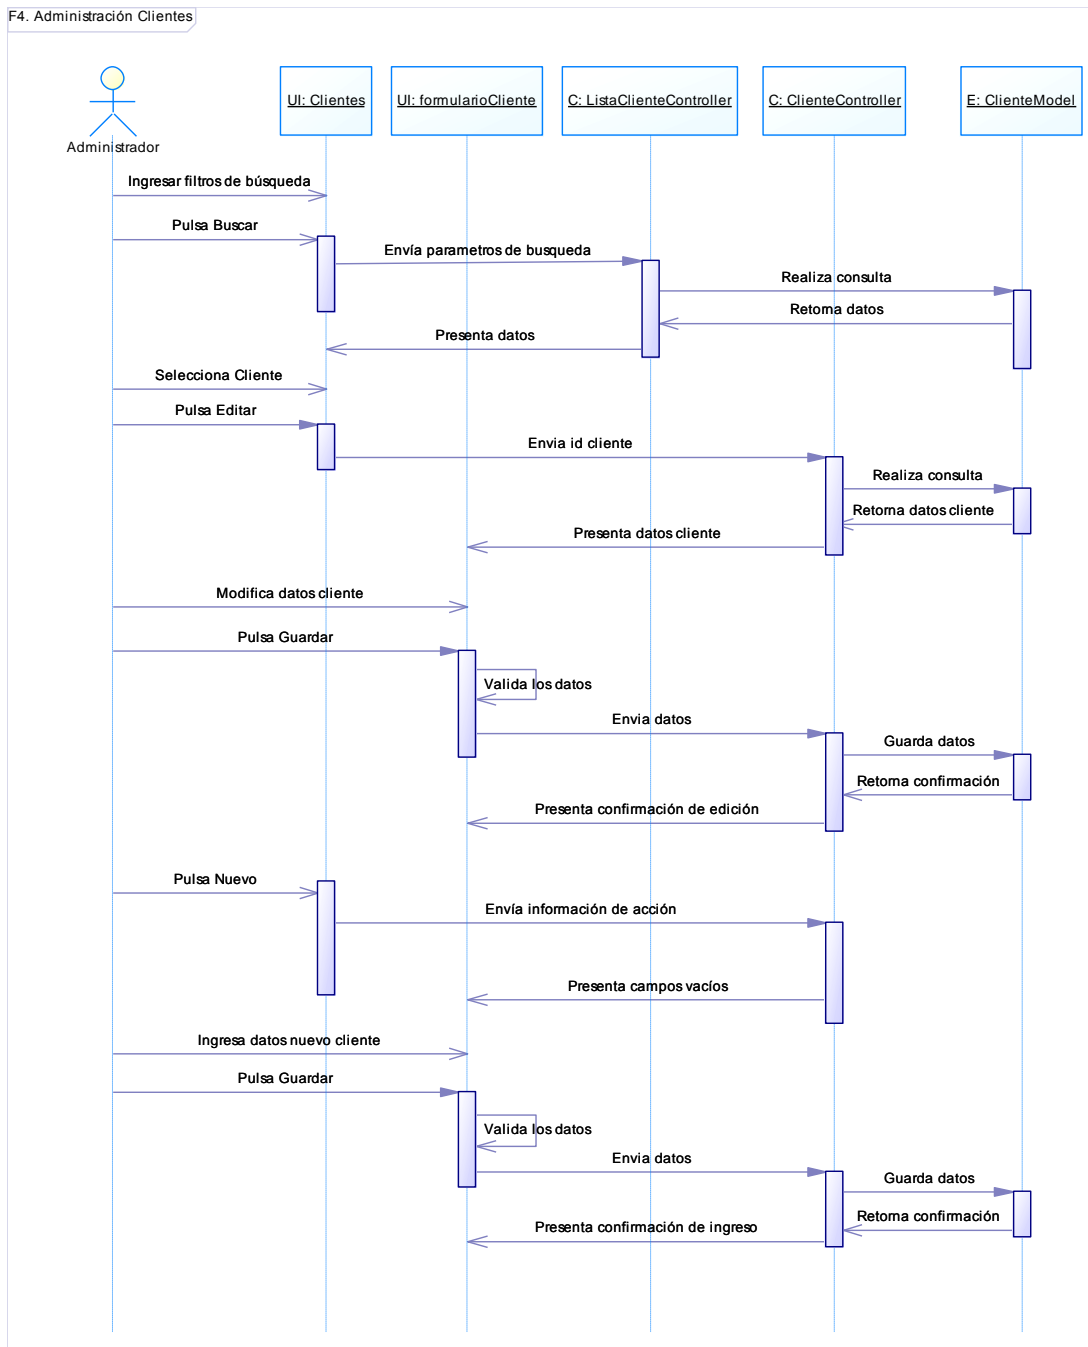 F4. Administración Clientes
UI: Clientes
UI: formularioCliente
C: ListaClienteController
C: ClienteController
E: ClienteModel
Administrador
Ingresar filtros de búsqueda
Pulsa Buscar
Envía parametros de busqueda
Realiza consulta
Retorna datos
Presenta datos
Selecciona Cliente
Pulsa Editar
Envia id cliente
Realiza consulta
Retorna datos cliente
Presenta datos cliente
Modifica datos cliente
Pulsa Guardar
Valida los datos
Envia datos
Guarda datos
Retorna confirmación
Presenta confirmación de edición
Pulsa Nuevo
Envía información de acción
Presenta campos vacíos
Ingresa datos nuevo cliente
Pulsa Guardar
Valida los datos
Envia datos
Guarda datos
Retorna confirmación
Presenta confirmación de ingreso